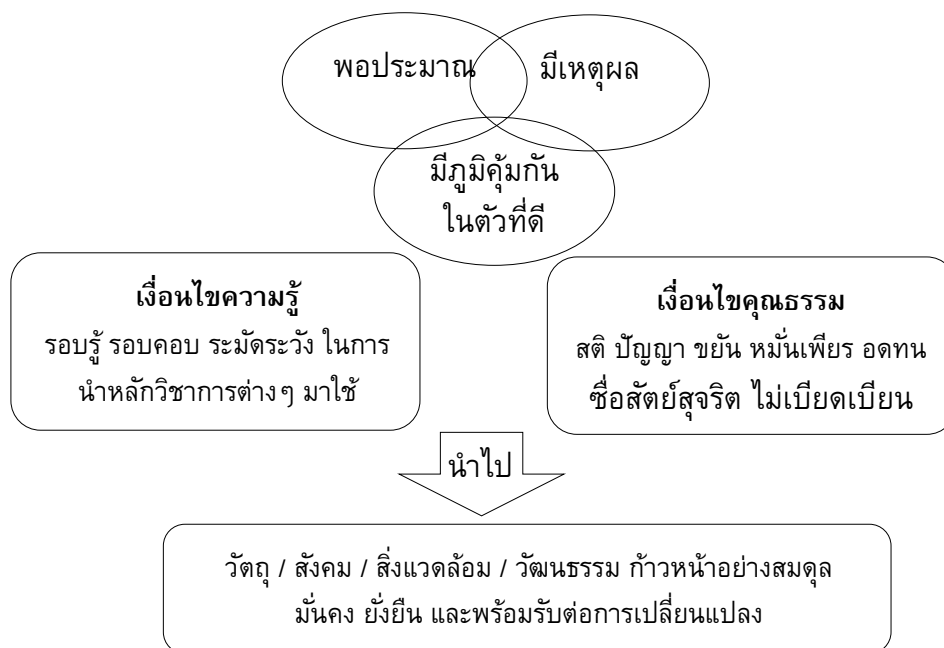 พอประมาณ
มีเหตุผล
มีภูมิคุ้มกัน
ในตัวที่ดี
เงื่อนไขความรู้
รอบรู้ รอบคอบ ระมัดระวัง ในการ
นำหลักวิชาการต่างๆ มาใช้
เงื่อนไขคุณธรรม
สติ ปัญญา ขยัน หมั่นเพียร อดทน
ซื่อสัตย์สุจริต ไม่เบียดเบียน
นำไป
วัตถุ / สังคม / สิ่งแวดล้อม / วัฒนธรรม ก้าวหน้าอย่างสมดุล
มั่นคง ยั่งยืน และพร้อมรับต่อการเปลี่ยนแปลง